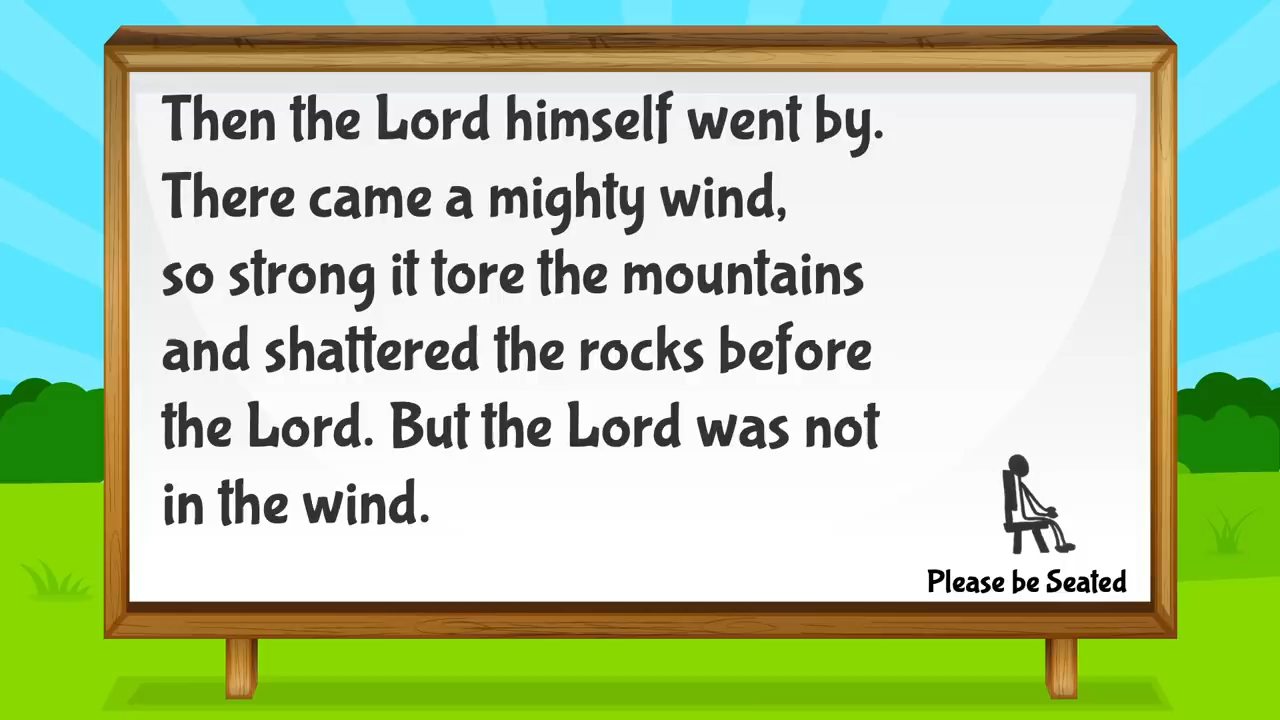 Then the Lord himself went by.
There came a mighty wind,
so strong it tore the mountains
and shattered the rocks before
the Lord. But the Lord was not
in the wind.
Please be Seated